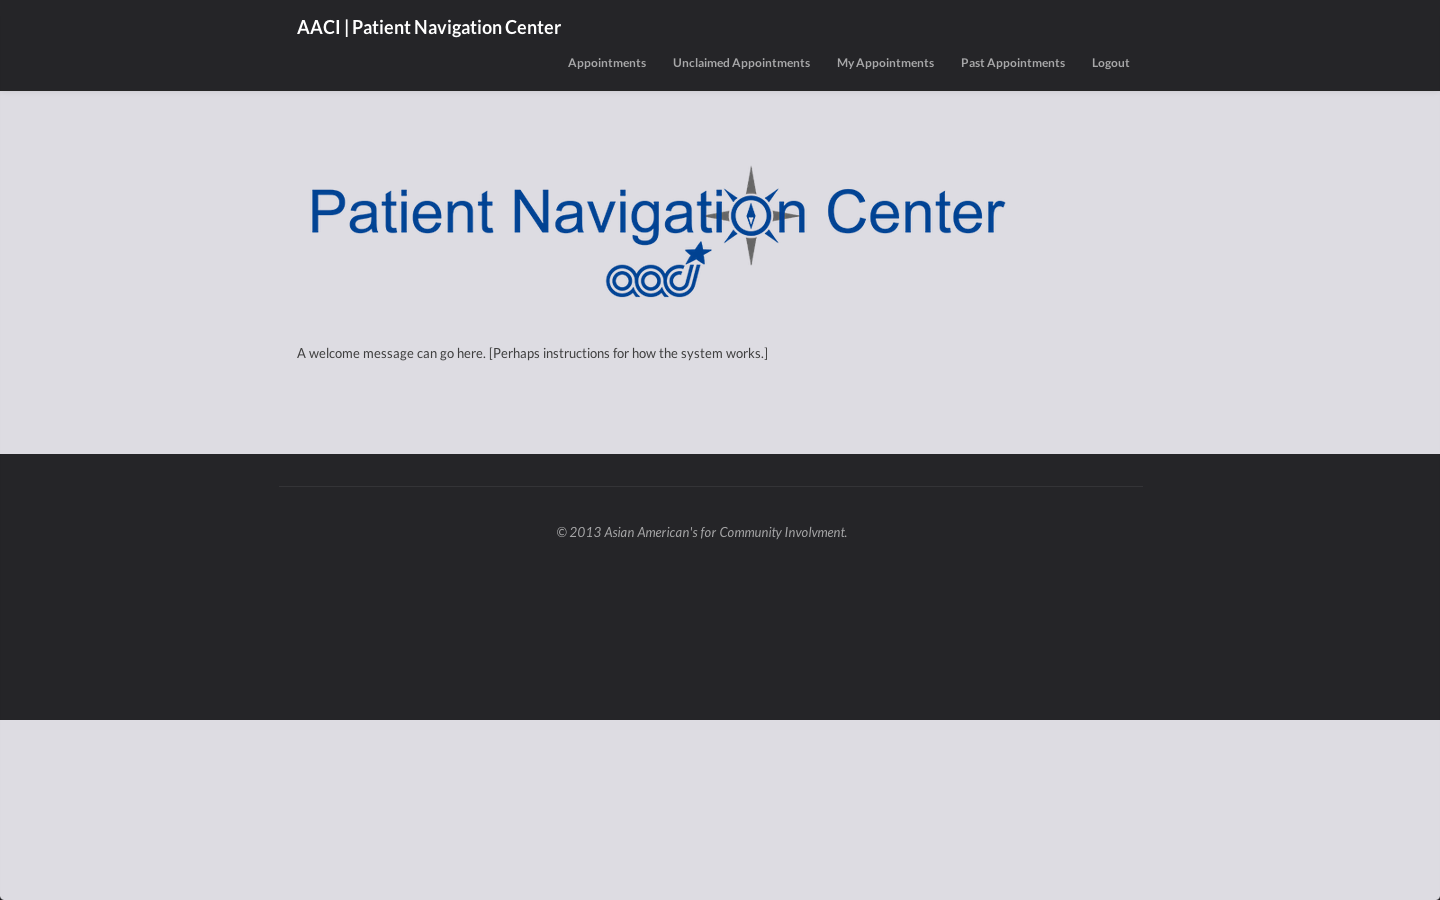 AACI | Patient Navigation Center
Appointments Unclaimed Appointments My Appointments Past Appointments Logout
Patient Navigation Center
aaci
A welcome message can go here. [Perhaps instructions for how the system works.]
© 2013 Asian American's for Community Involvment.